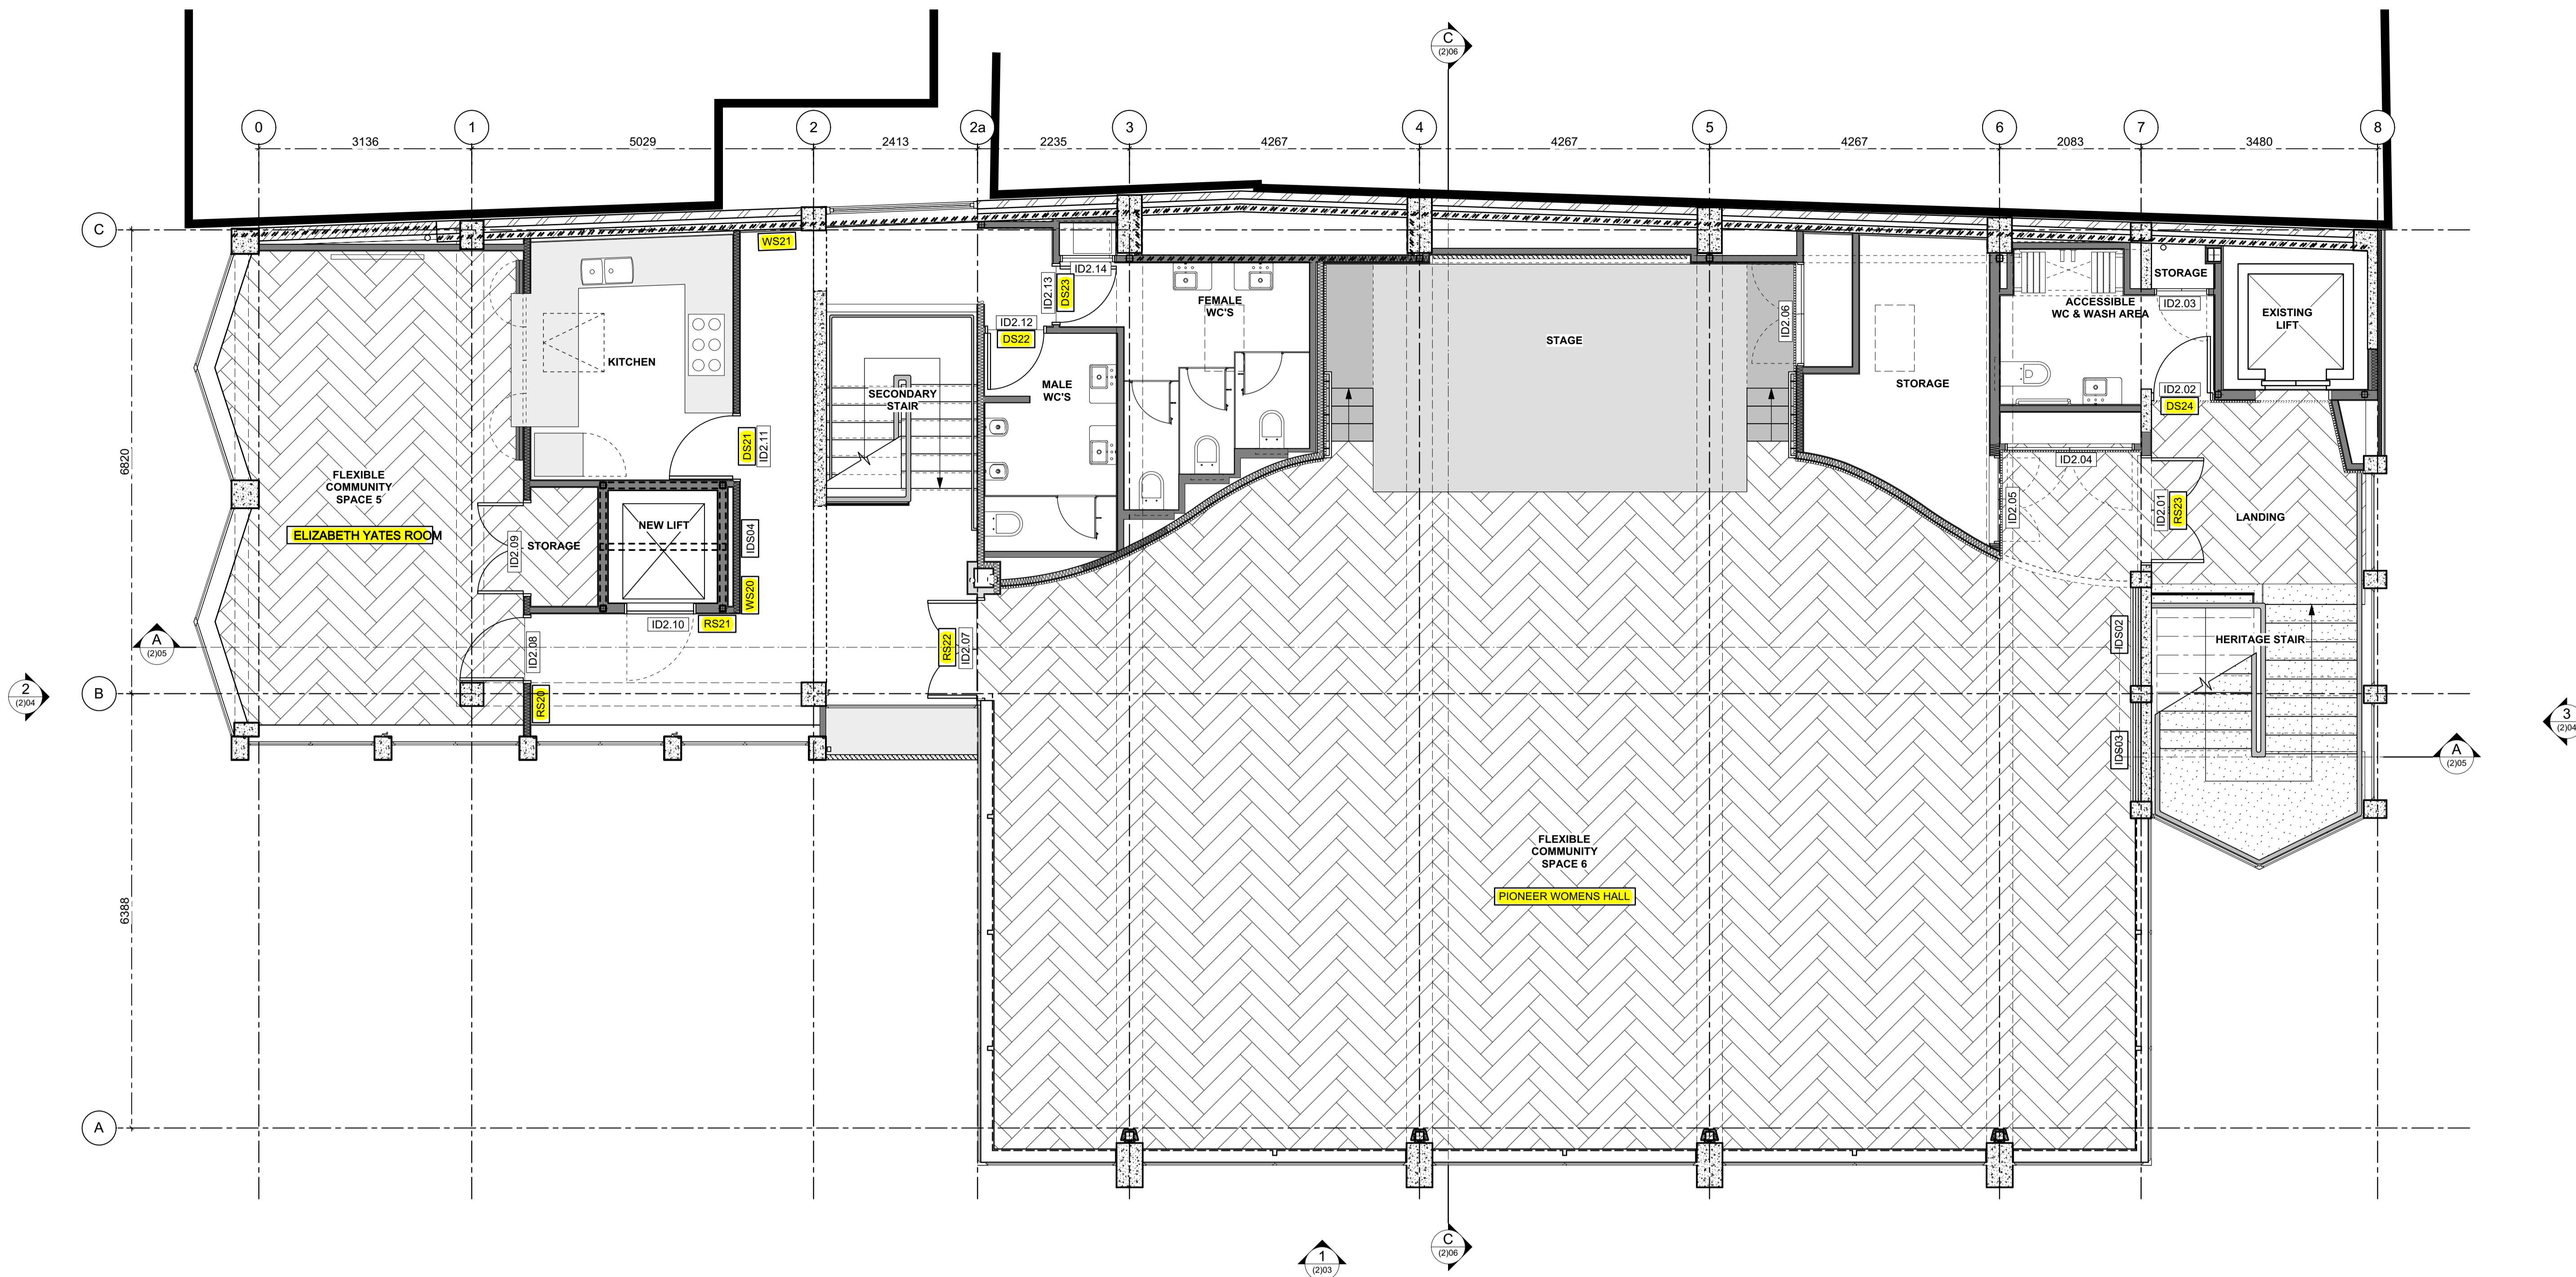 C
(2)06
0
1
2
2a
3
4
5
6
7
8
3136
5029
2413
2235
4267
4267
4267
2083
3480
C
WS21
ID2.14
ID2.13
DS23
ID2.12
DS22
FEMALE
WC'S
STAGE
ID2.06
STORAGE
ACCESSIBLE
WC & WASH AREA
STORAGE
ID2.03
EXISTING
LIFT
KITCHEN
MALE
WC'S
SECONDARY
STAIR
ID2.02
DS24
DS21
ID2.11
6820
FLEXIBLE
COMMUNITY
SPACE 5
ELIZABETH YATES ROOM
ID2.09
STORAGE
NEW LIFT
IDS04
WS20
ID2.04
ID2.05
ID2.01
RS23
LANDING
ID2.10
RS21
ID2.08
RS20
RS22
ID2.07
IDS02
HERITAGE STAIR
IDS03
A
(2)05
2
(2)04
B
3
(2)04
A
(2)05
6388
FLEXIBLE
COMMUNITY
SPACE 6
PIONEER WOMENS HALL
A
C
(2)06
1
(2)03